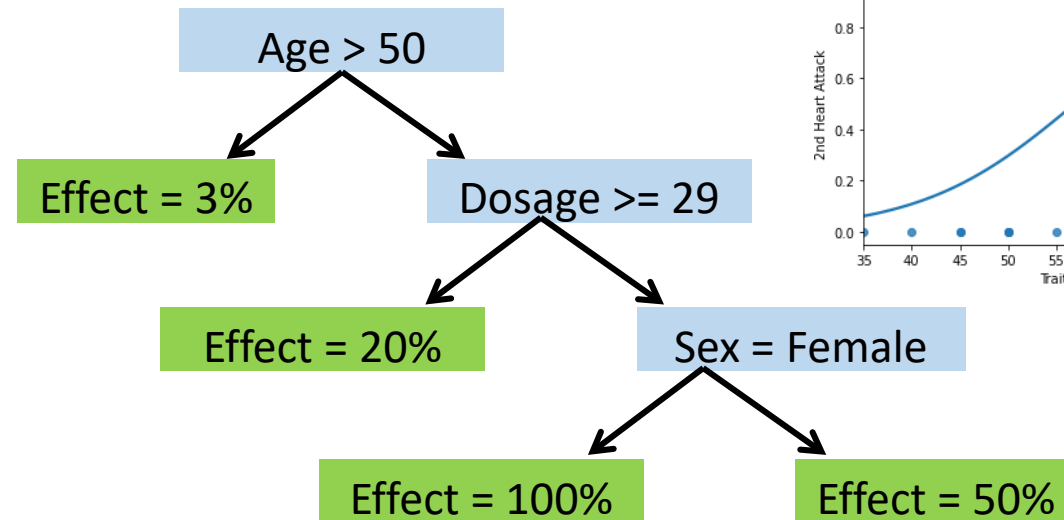 Age > 50
Effect = 3%
Dosage >= 29
Effect = 20%
Sex = Female
Effect = 100%
Effect = 50%
2nd Heart Attack
0.8
0.6
0.4
0.2
0.0
35 40 45 50 55